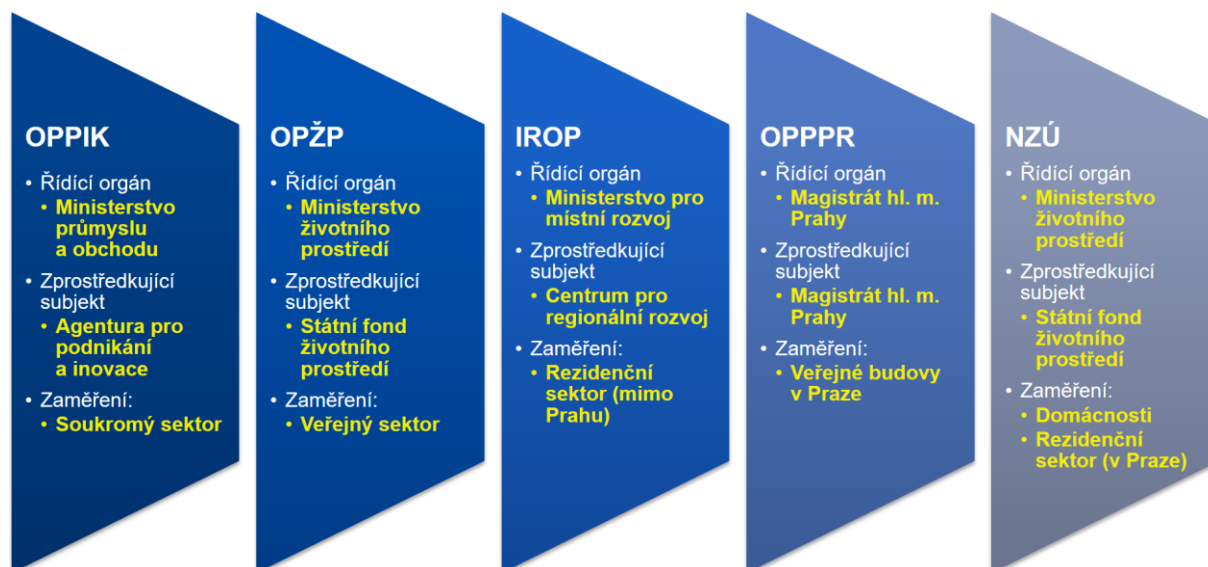 OPPIK
• Řídící orgán
• Ministerstvo
průmyslu
a obchodu
• Zprostředkující
subjekt
• Agentura pro
podnikání
a inovace
• Zaměření:
• Soukromý sektor
OPŽP
• Řídící orgán
• Ministerstvo
životního
prostředí
• Zprostředkující
subjekt
• Státní fond
životního
prostředí
• Zaměření:
• Veřejný sektor
IROP
• Řídící orgán
• Ministerstvo pro
místní rozvoj
• Zprostředkující
subjekt
• Centrum pro
regionální rozvoj
• Zaměření:
• Rezidenční
sektor (mimo
Prahu)
OPPPR
• Řídící orgán
• Magistrát hl. m.
Prahy
• Zprostředkující
subjekt
• Magistrát hl. m.
Prahy
• Zaměření:
• Veřejné budovy
v Praze
NZÚ
• Řídící orgán
• Ministerstvo
životního
prostředí
• Zprostředkující
subjekt
• Státní fond
životního
prostředí
• Zaměření:
• Domácnosti
• Rezidenční
sektor (v Praze)